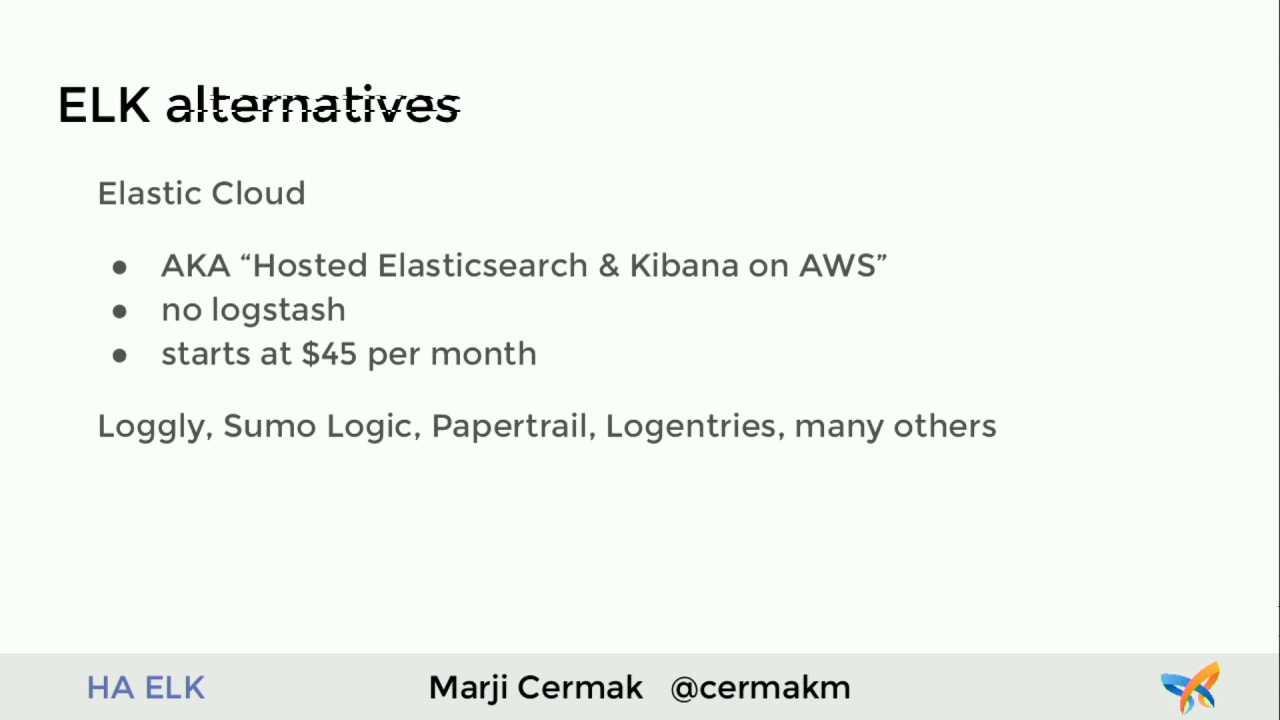 ELK alternatives
Elastic Cloud
● AKA “Hosted Elasticsearch & Kibana on AWS”
● no logstash
● starts at $45 per month
Loggly, Sumo Logic, Papertrail, Logentries, many others
HA ELK
Marji Cermak @cermakm